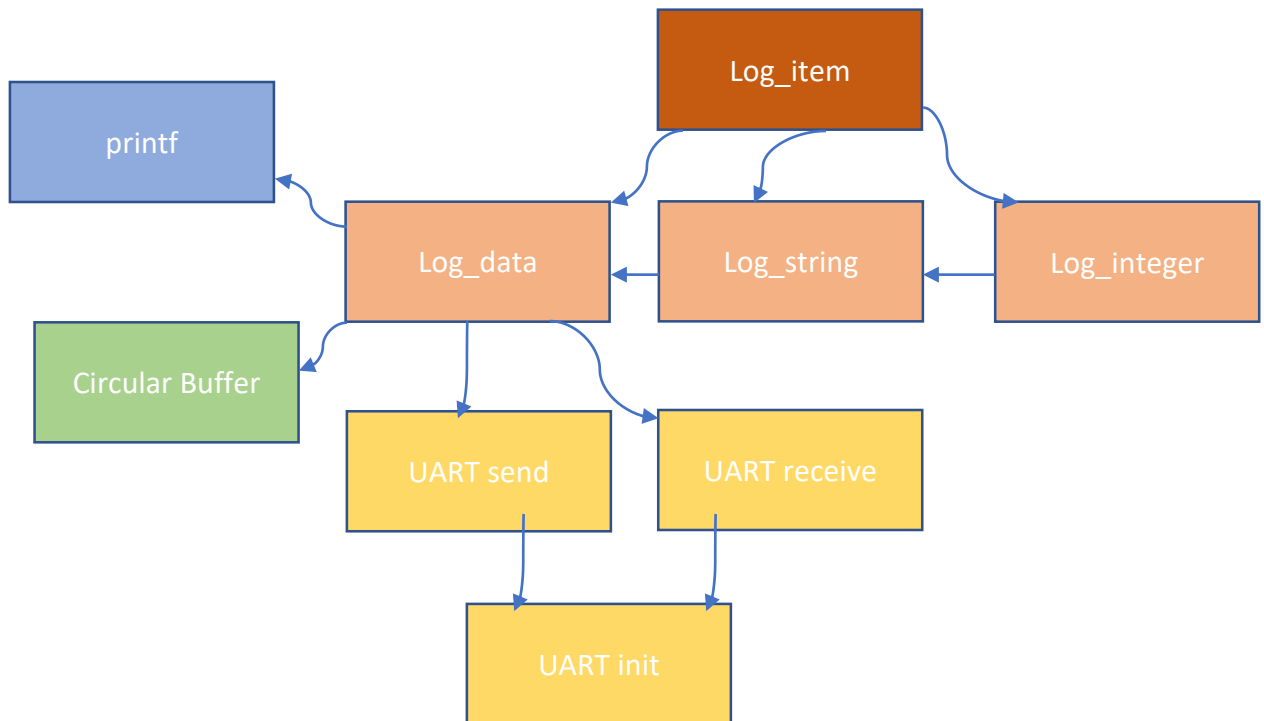 Log_item
printf
Log_data
Log_string
Log_integer
Circular Buffer
UART send
UART receive
UART init